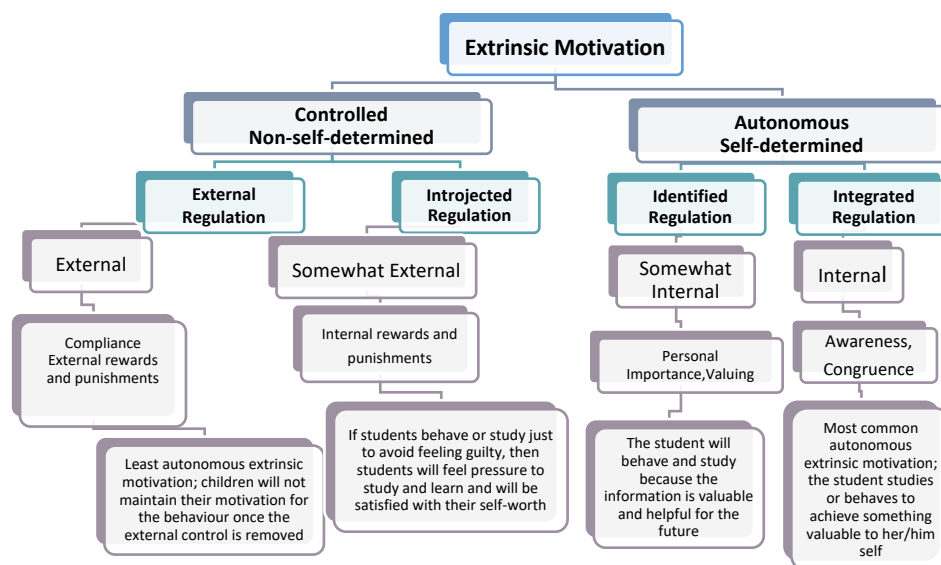 Extrinsic Motivation
Controlled
Non-self-determined
Autonomous
Self-determined
External
Regulation
Introjected
Regulation
Identified
Regulation
Integrated
Regulation
External
Somewhat External
Somewhat
Internal
Internal
Compliance
External rewards
and punishments
Internal rewards and
punishments
Personal
Importance,Valuing
Awareness,
Congruence
Least autonomous extrinsic
motivation; children will not
maintain their motivation for
the behaviour once the
external control is removed
If students behave or study just
to avoid feeling guilty, then
students will feel pressure to
study and learn and will be
satisfied with their self-worth
The student will
behave and study
because the
information is valuable
and helpful for the
future
Most common
autonomous
extrinsic motivation;
the student studies
or behaves to
achieve something
valuable to her/him
self